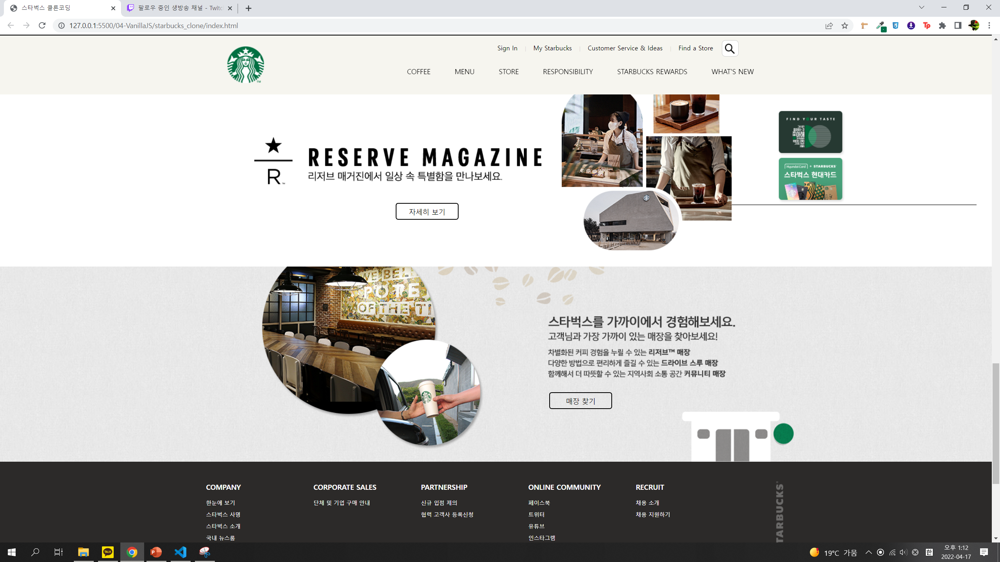 스타벅스 클론코딩
팔로우 중인 생방송 채널 - Twitc
127.0.0.1:5500/04-VanillaJS/starbucks_clone/index.html
Tp
Sign In | My Starbucks | Customer Service & Ideas | Find a Store
COFFEE MENU STORE RESPONSIBILITY STARBUCKS REWARDS WHAT'S NEW
TM
R™
RESERVE MAGAZINE
리저브 매거진에서 일상 속 특별함을 만나보세요.
자세히 보기
FIND YOUR TASTE
Hyundai Card + STARBUCKS
스타벅스 현대카드
POTE
OF THE TI
스타벅스를 가까이에서 경험해보세요.
고객님과 가장 가까이 있는 매장을 찾아보세요!
차별화된 커피 경험을 누릴 수 있는 리저브™ 매장
다양한 방법으로 편리하게 즐길 수 있는 드라이브 스루 매장
함께해서 더 따뜻할 수 있는 지역사회 소통 공간 커뮤니티 매장
매장 찾기
COMPANY
한눈에 보기
스타벅스 사명
스타벅스 소개
국내 뉴스룸
CORPORATE SALES
단체 및 기업 구매 안내
PARTNERSHIP
신규 입점 제의
협력 고객사 등록신청
ONLINE COMMUNITY
페이스북
트위터
유튜브
인스타그램
RECRUIT
채용 소개
채용 지원하기
TARBUCKS®
TALK
19°C 가뭄
한
오후 1:12
2022-04-17